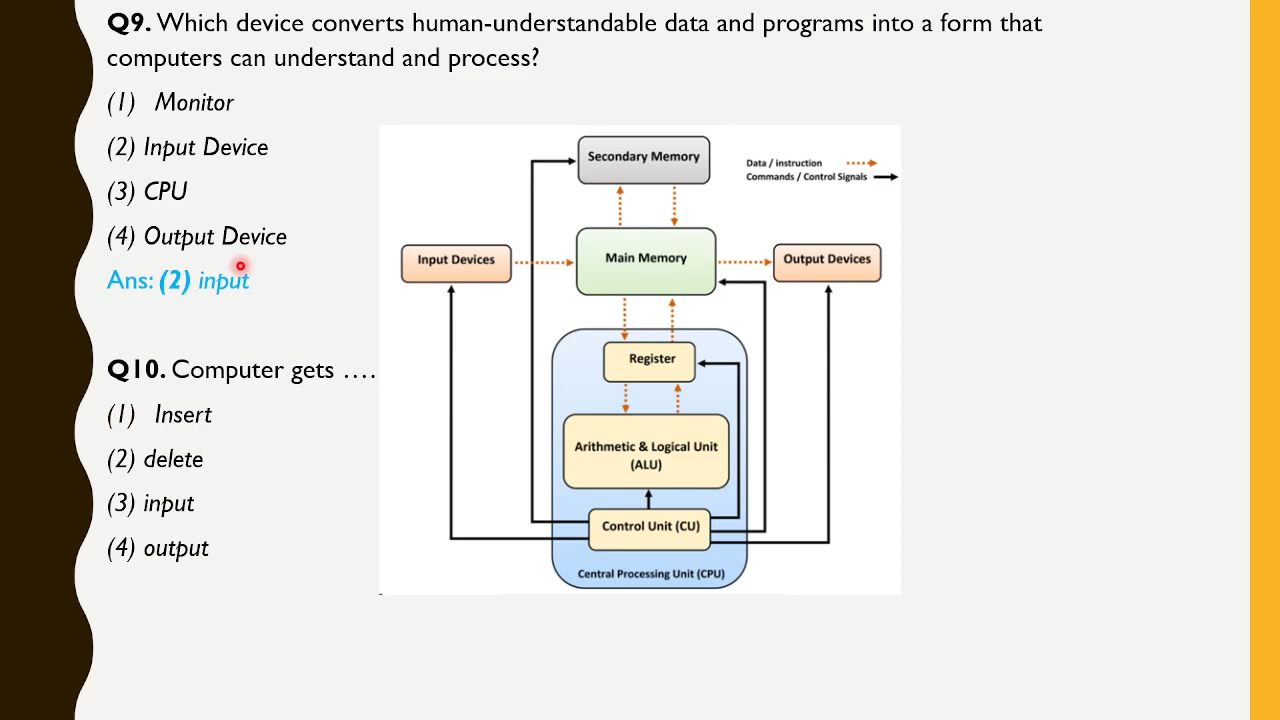 Q9. Which device converts human-understandable data and programs into a form that
computers can understand and process?
(1) Monitor
(2) Input Device
(3) CPU
(4) Output Device
Ans: (2) input
Q10. Computer gets ….
(1) Insert
(2) delete
(3) input
(4) output
Secondary Memory
Data / instruction
Commands / Control Signals
Input Devices
Main Memory
Output Devices
Register
Arithmetic & Logical Unit
(ALU)
Control Unit (CU)
Central Processing Unit (CPU)